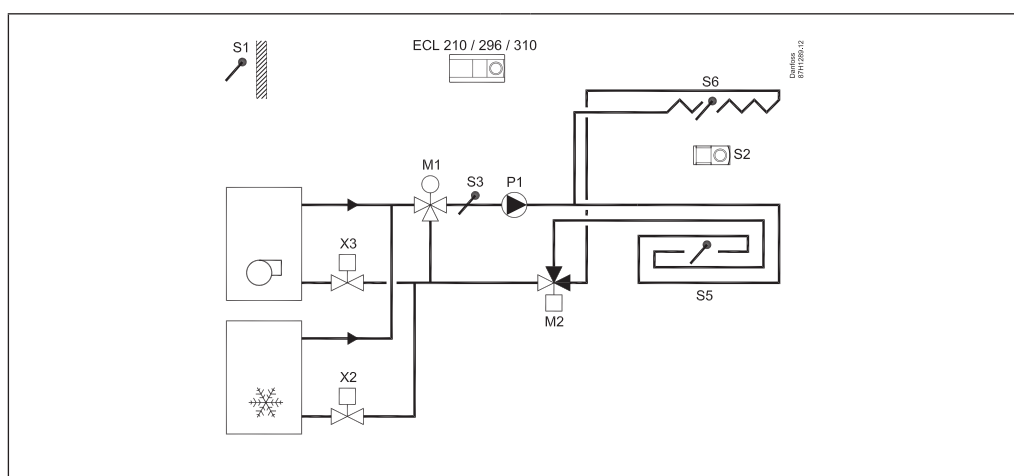 S1
ECL 210 / 296 / 310
Danfoss
87H1289.12
S6
S2
M1
S3
P1
X3
S5
M2
X2